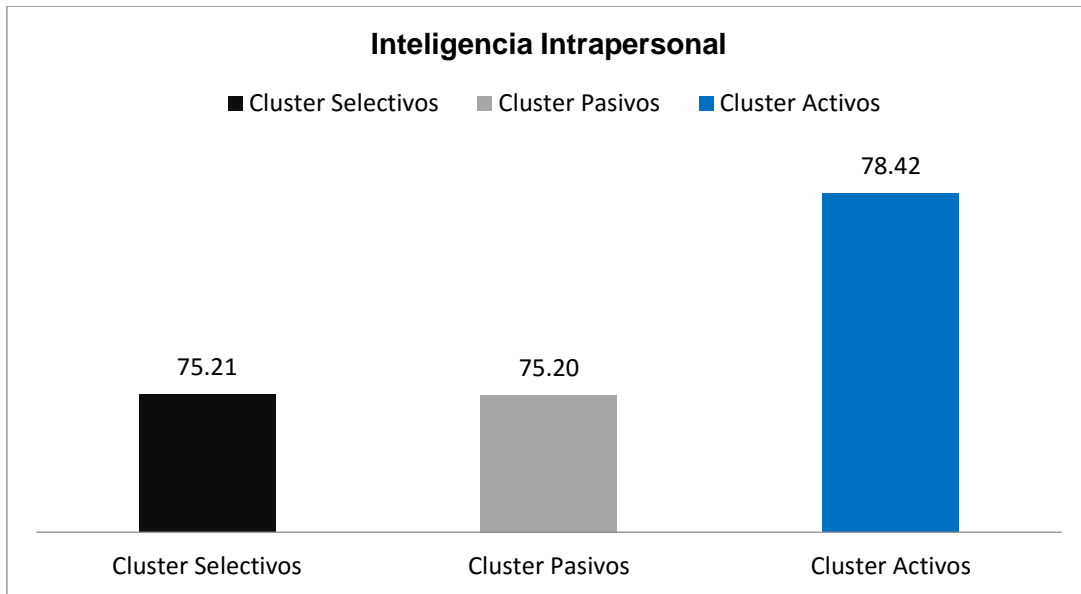 Inteligencia Intrapersonal
Cluster Selectivos Cluster Pasivos Cluster Activos
78.42
75.21 75.20
Cluster Selectivos Cluster Pasivos Cluster Activos